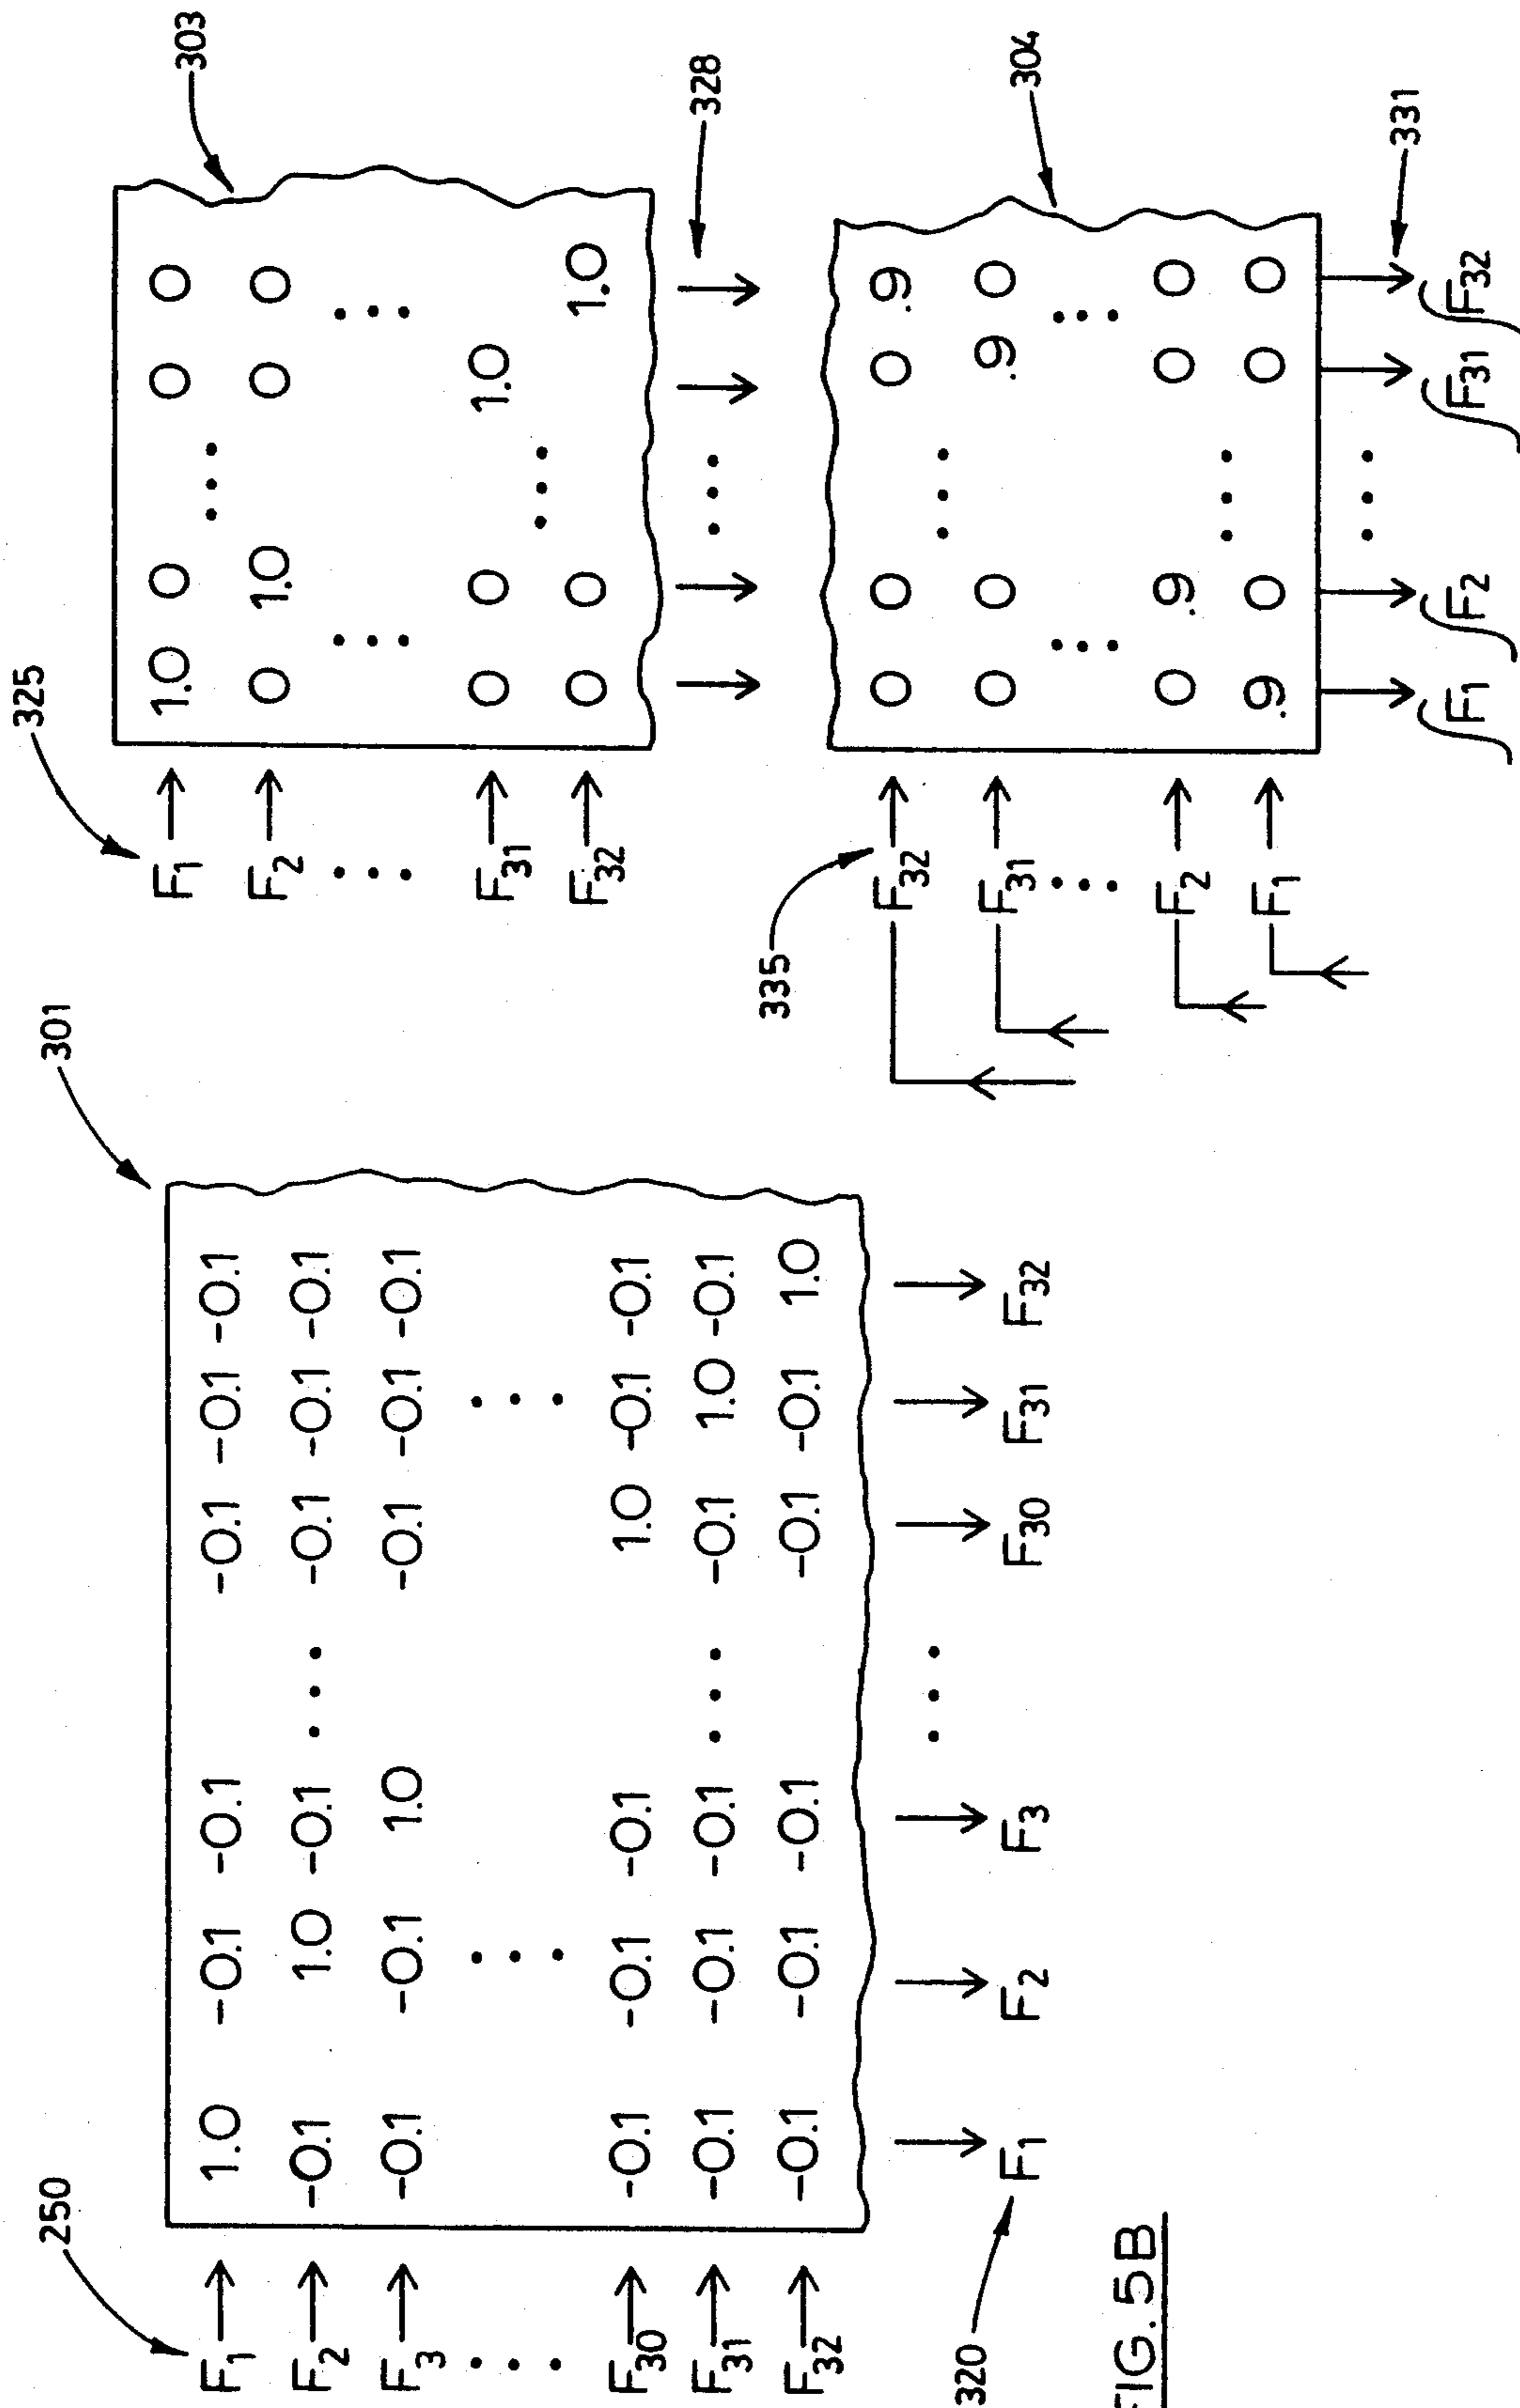 250
301
F1 → 1.0 -0.1 -0.1 -0.1 -0.1 -0.1
F2 → -0.1 1.0 -0.1 ... -0.1 -0.1 -0.1
F3 → -0.1 -0.1 1.0 -0.1 -0.1 -0.1
F30 → -0.1 -0.1 -0.1 1.0 -0.1 -0.1
F31 → -0.1 -0.1 -0.1 ... -0.1 1.0 -0.1
F32 → -0.1 -0.1 -0.1 -0.1 -0.1 1.0
320
F1 F2 F3 ... F30 F31 F32
325
303
F1 → 1.0 0 ... 0 0
F2 → 0 1.0 0 0
F31 → 0 0 1.0
F32 → 0 0 ... 1.0
328
335
304
F32 → 0 0 0 .9
F31 → 0 0 ... .9 0
F2 → 0 .9 0 0
F1 → .9 0 ... 0 0
331
∫F1 ∫F2 ... ∫F31 ∫F32
FIG. 5B